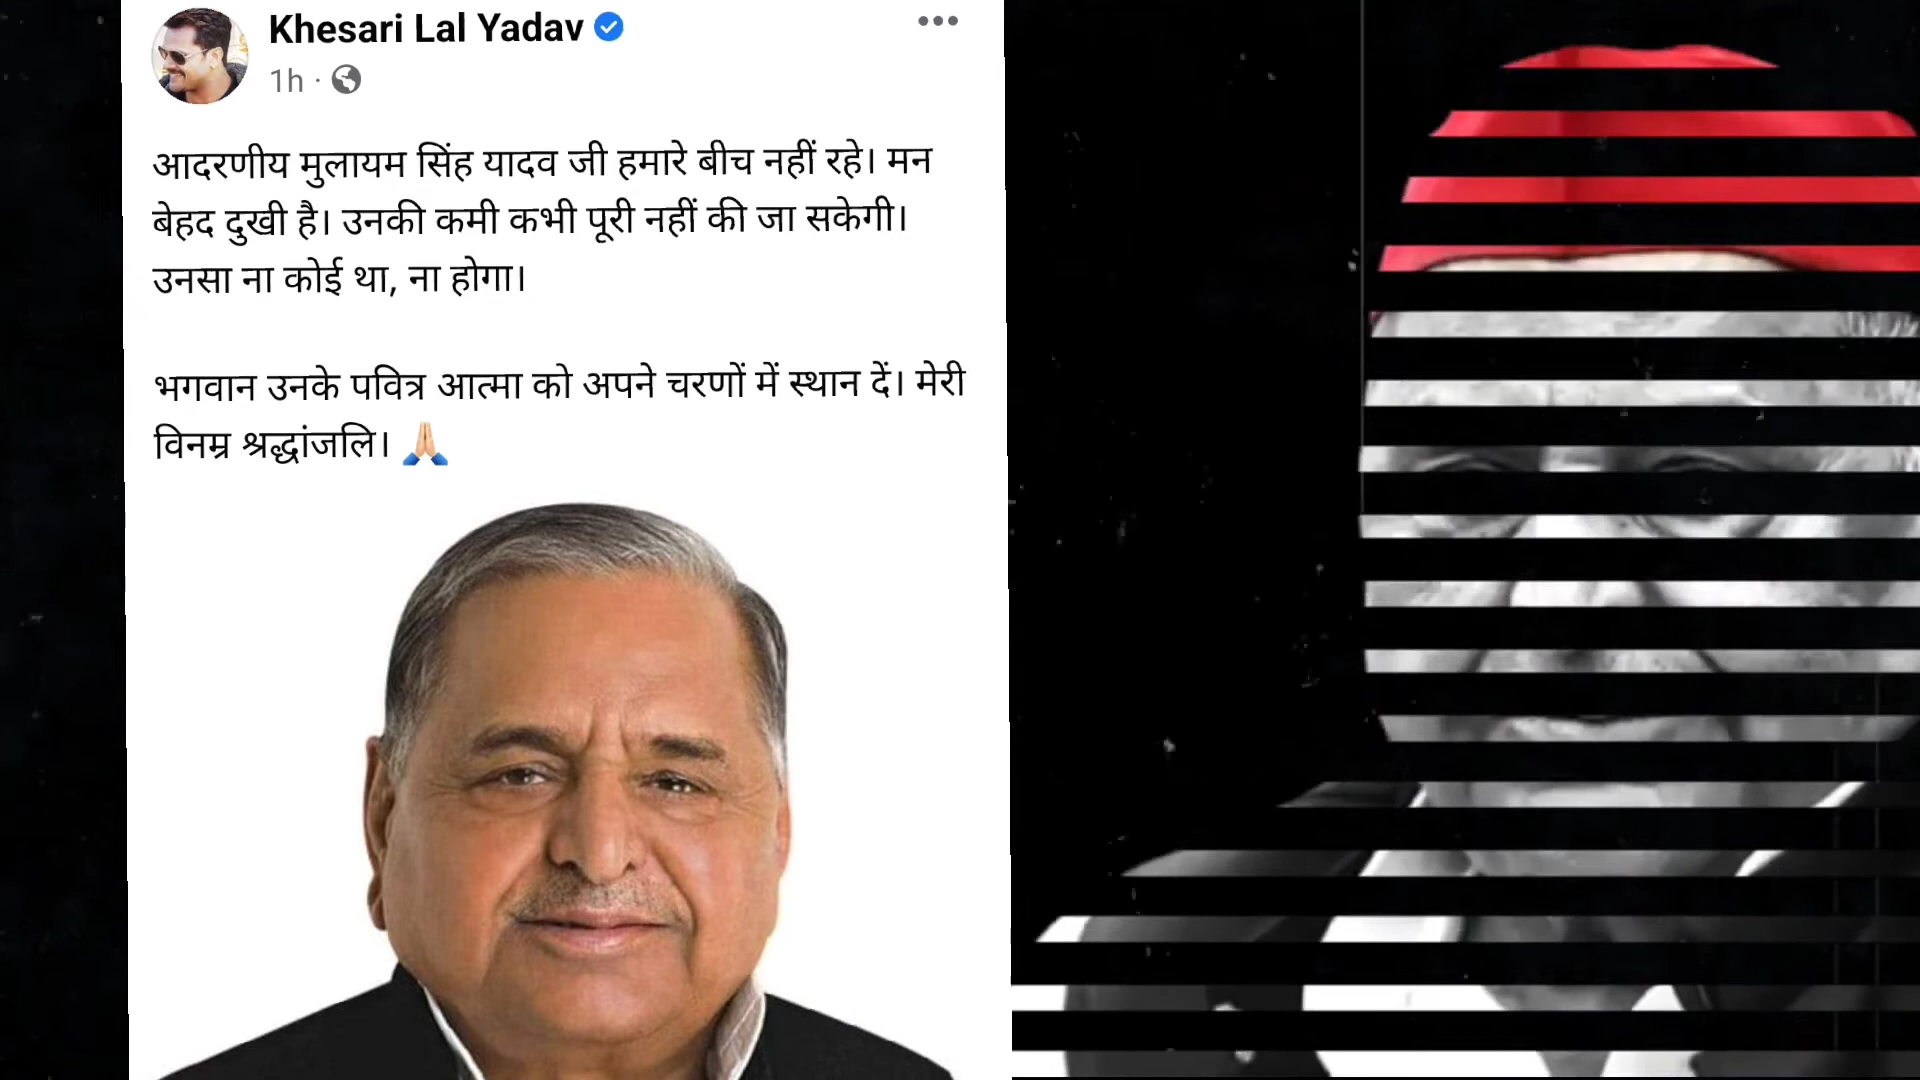 Khesari Lal Yadav
1h ·
आदरणीय मुलायम सिंह यादव जी हमारे बीच नहीं रहे। मन
बेहद दुखी है। उनकी कमी कभी पूरी नहीं की जा सकेगी।
उनसा ना कोई था, ना होगा।
भगवान उनके पवित्र आत्मा को अपने चरणों में स्थान दें। मेरी
विनम्र श्रद्धांजलि। 🙏🏼